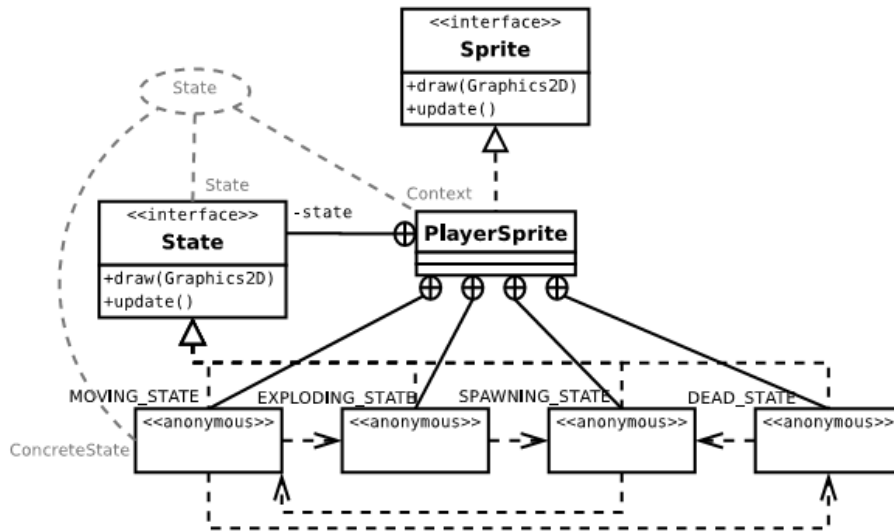 <<interface>>
Sprite
+draw(Graphics2D)
+update()
State
State
Context
<<interface>>
State
+draw(Graphics2D)
+update()
-state
PlayerSprite
MOVING_STATE
EXPLODING_STATE
SPAWNING_STATE
DEAD_STATE
<<anonymous>>
<<anonymous>>
<<anonymous>>
<<anonymous>>
ConcreteState